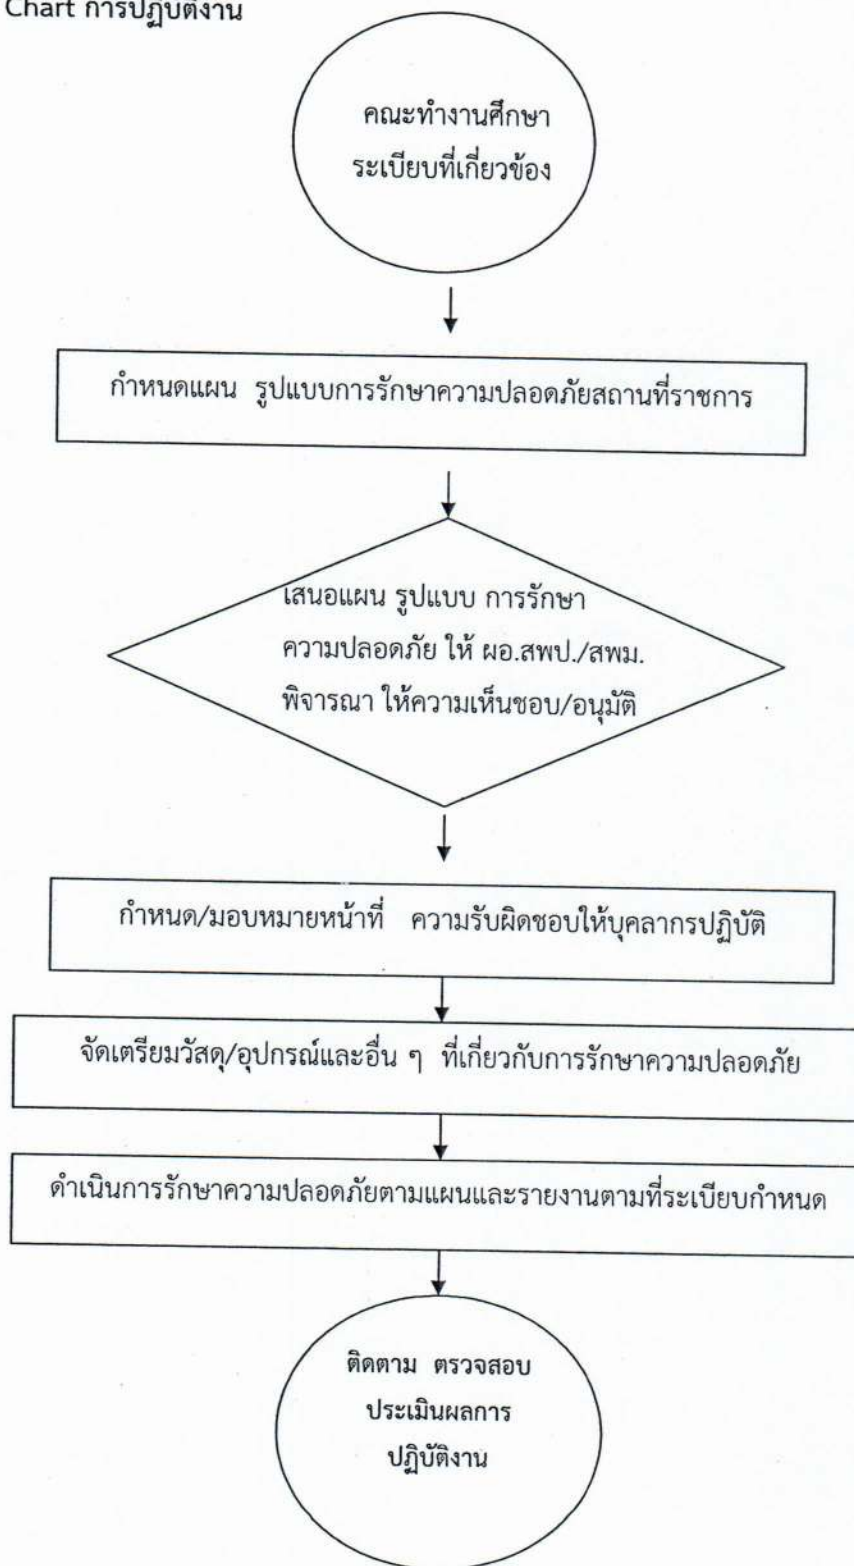 Chart การปฏิบัติงาน
คณะทำงานศึกษา
ระเบียบที่เกี่ยวข้อง
กำหนดแผน รูปแบบการรักษาความปลอดภัยสถานที่ราชการ
เสนอแผน รูปแบบ การรักษา
ความปลอดภัย ให้ ผอ.สพป./สพม.
พิจารณา ให้ความเห็นชอบ/อนุมัติ
กำหนด/มอบหมายหน้าที่ ความรับผิดชอบให้บุคลากรปฏิบัติ
จัดเตรียมวัสดุ/อุปกรณ์และอื่น ๆ ที่เกี่ยวกับการรักษาความปลอดภัย
ดำเนินการรักษาความปลอดภัยตามแผนและรายงานตามที่ระเบียบกำหนด
ติดตาม ตรวจสอบ
ประเมินผลการ
ปฏิบัติงาน